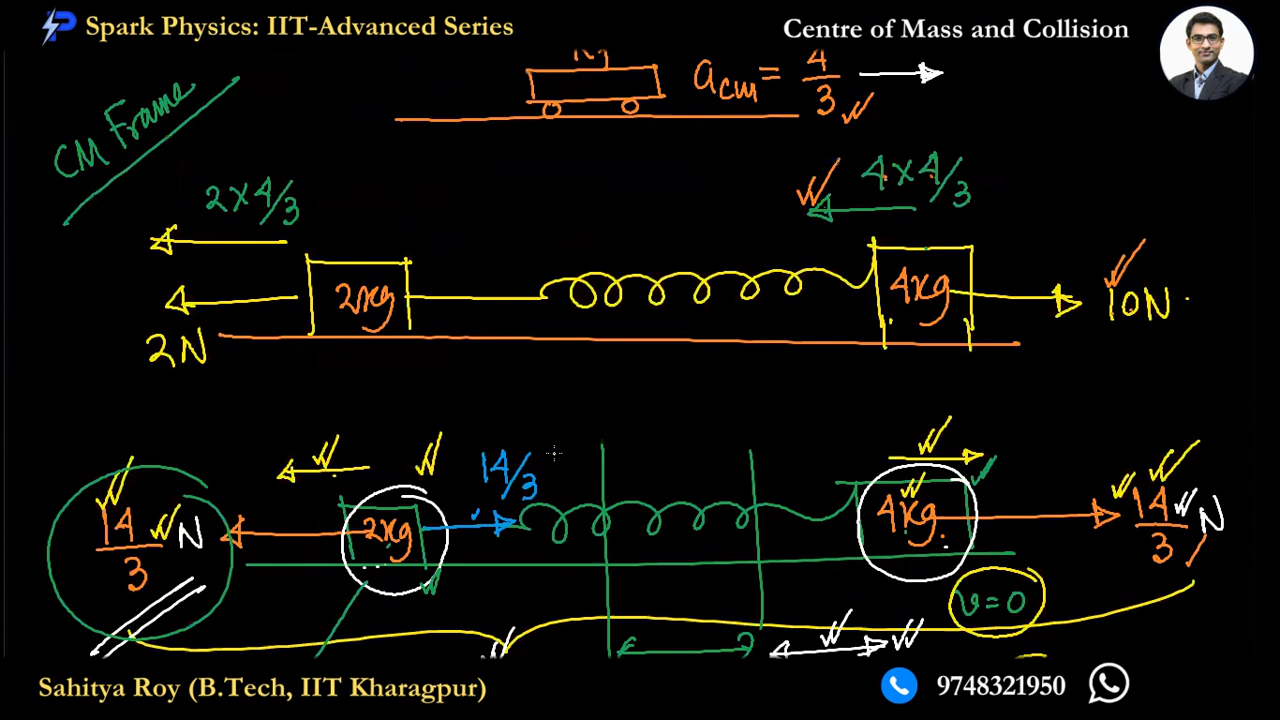 Spark Physics: IIT-Advanced Series
Centre of Mass and Collision
CM Frame
kg
a_cm = 4/3
2 × 4/3
4 × 4/3
2N
2kg
4kg
10N
14/3 N
2kg
14/3
4kg
14/3 N
v=0
Sahitya Roy (B.Tech, IIT Kharagpur)
9748321950